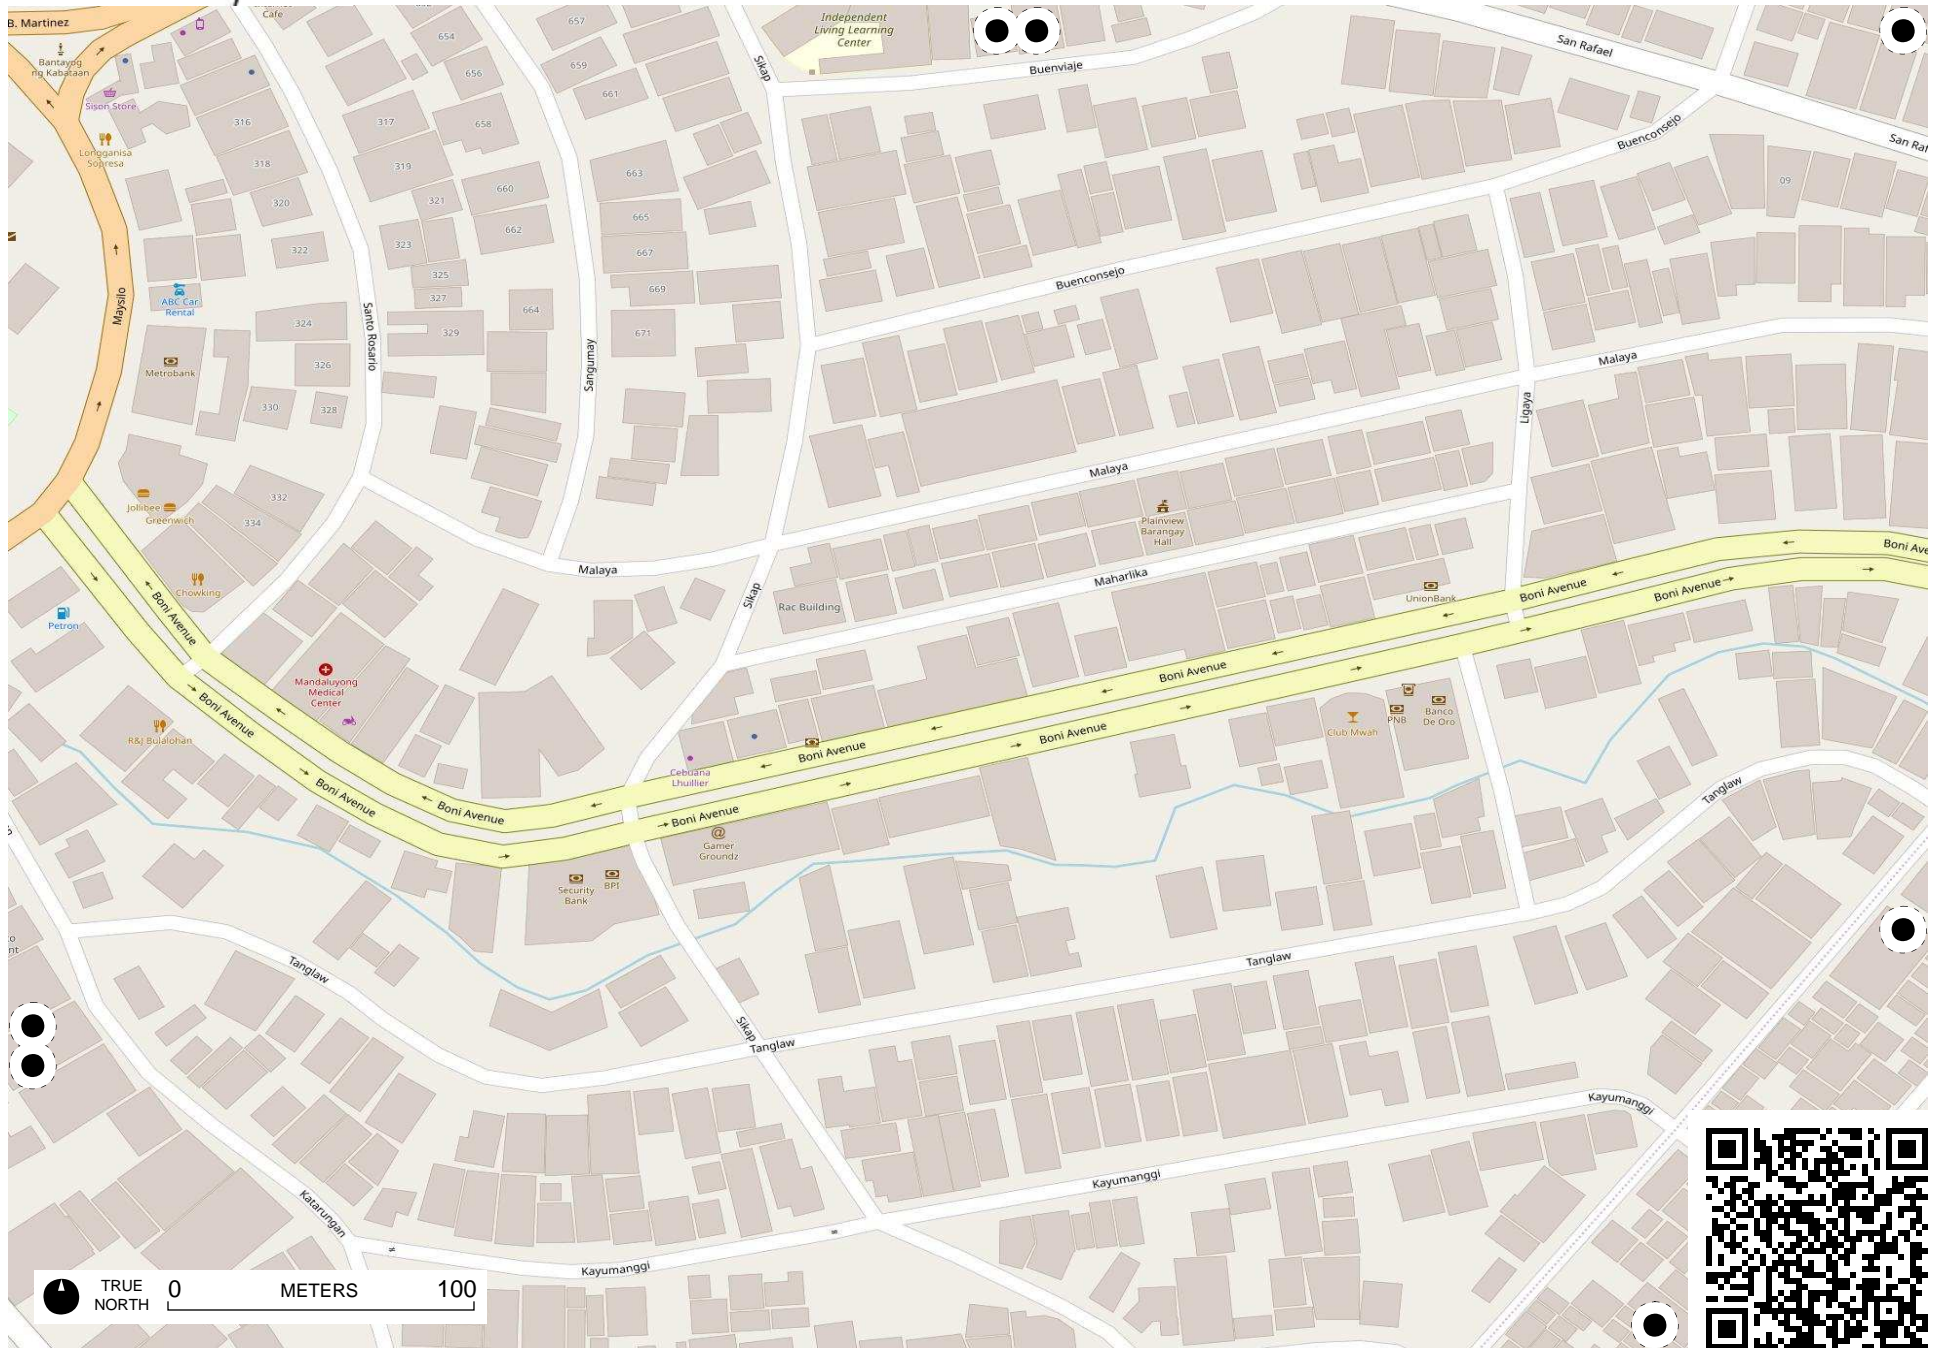 B. Martinez
Cafe
Bantayog
ng Kabataan
Sison Store
Longganisa
Sopresa
316
318
320
322
324
326
328
330
332
334
317
319
321
323
325
327
329
654
656
658
660
662
664
657
659
661
663
665
667
669
671
Sikap
Independent
Living Learning
Center
Buenviaje
San Rafael
San Raf
Buenconsejo
09
Buenconsejo
Maysilo
ABC Car
Rental
Metrobank
Santo Rosario
Sangumay
Malaya
Ligaya
Malaya
Jollibee
Greenwich
Chowking
Petron
Malaya
Sikap
Rac Building
Plainview
Barangay
Hall
Maharlika
UnionBank
Boni Ave
Boni Avenue
Boni Avenue
Boni Avenue
Boni Avenue
Boni Avenue
Boni Avenue
Boni Avenue
Boni Avenue
Boni Avenue
Boni Avenue
Boni Avenue
Mandaluyong
Medical
Center
R&J Bulalohan
Cebuana
Lhuillier
Club Mwah
PNB
Banco
De Oro
Gamer
Groundz
Security
Bank
BPI
Tanglaw
Tanglaw
Tanglaw
Tanglaw
Sikap
Kayumanggi
Kayumanggi
Kayumanggi
Katarungan
TRUE
NORTH
0 METERS 100